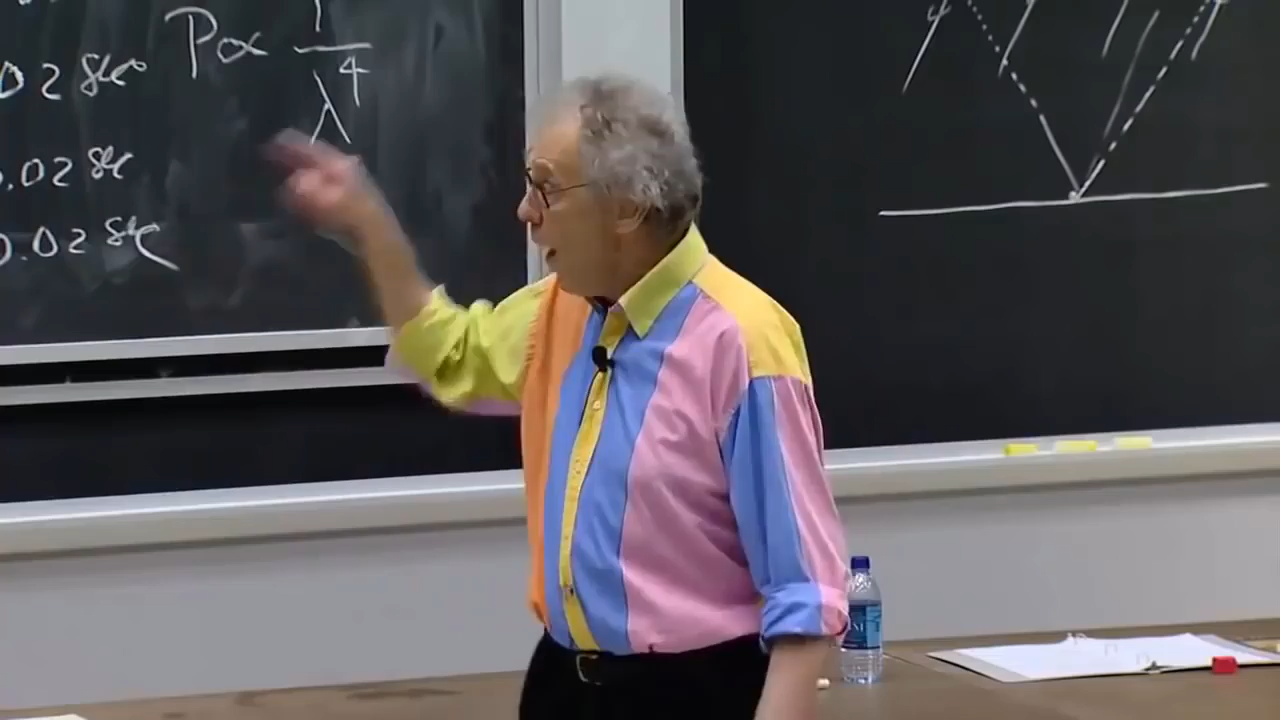 02 sec
P ∝ 1/λ⁴
.02 sec
0.02 sec